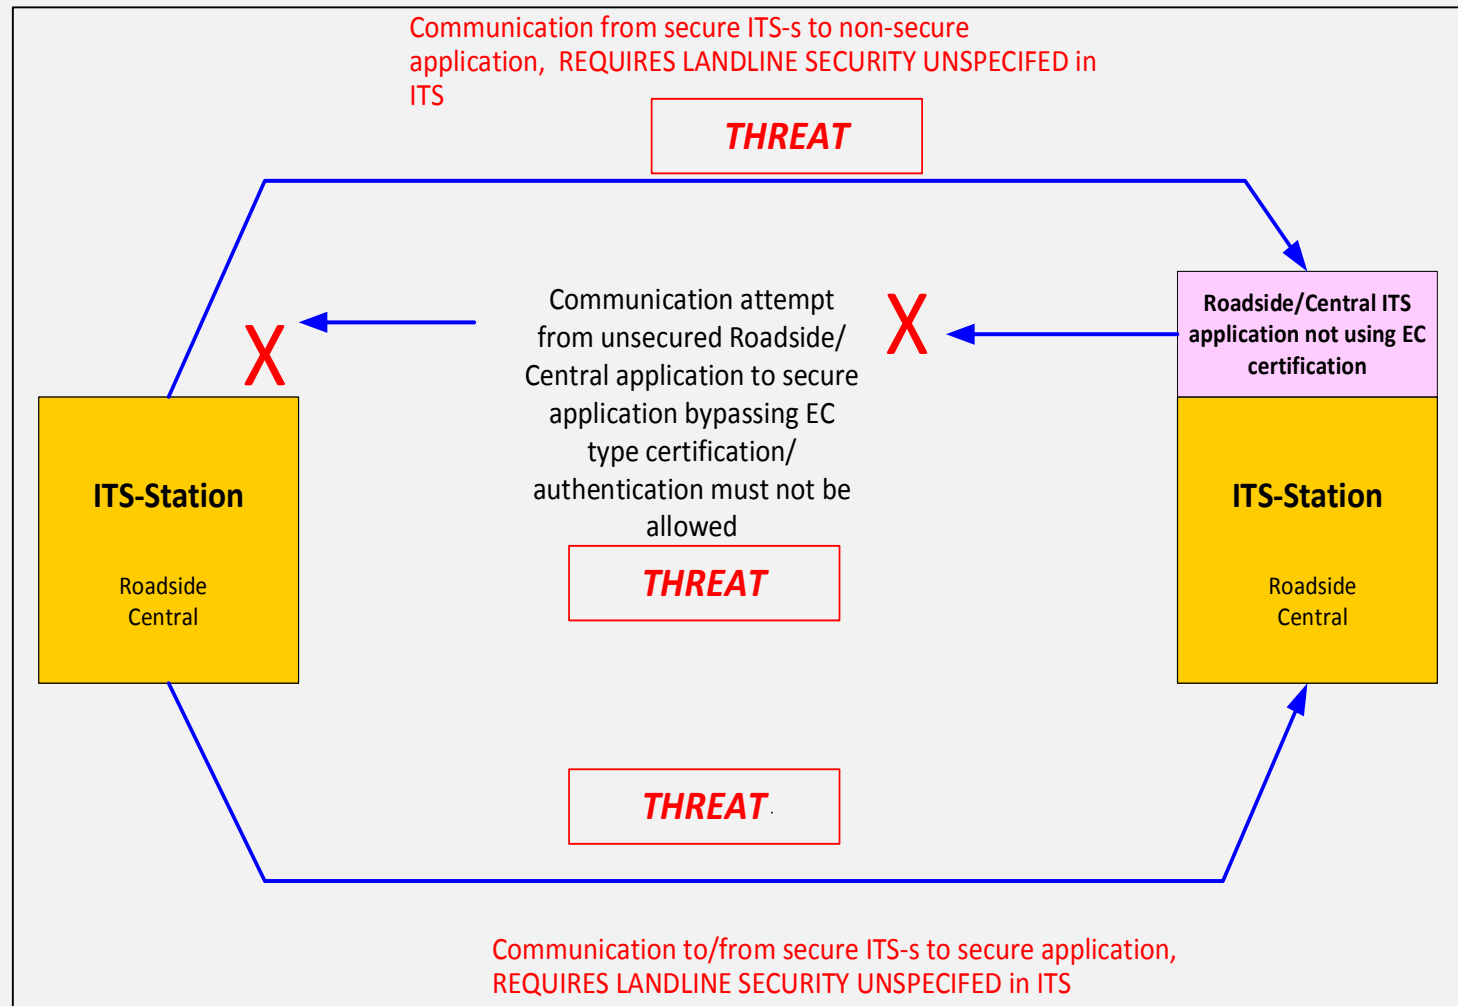 Communication from secure ITS-s to non-secure
application, REQUIRES LANDLINE SECURITY UNSPECIFED in
ITS
THREAT
Communication attempt
from unsecured Roadside/
Central application to secure
application bypassing EC
type certification/
authentication must not be
allowed
X
X
Roadside/Central ITS
application not using EC
certification
ITS-Station
Roadside
Central
ITS-Station
Roadside
Central
THREAT
THREAT .
Communication to/from secure ITS-s to secure application,
REQUIRES LANDLINE SECURITY UNSPECIFED in ITS